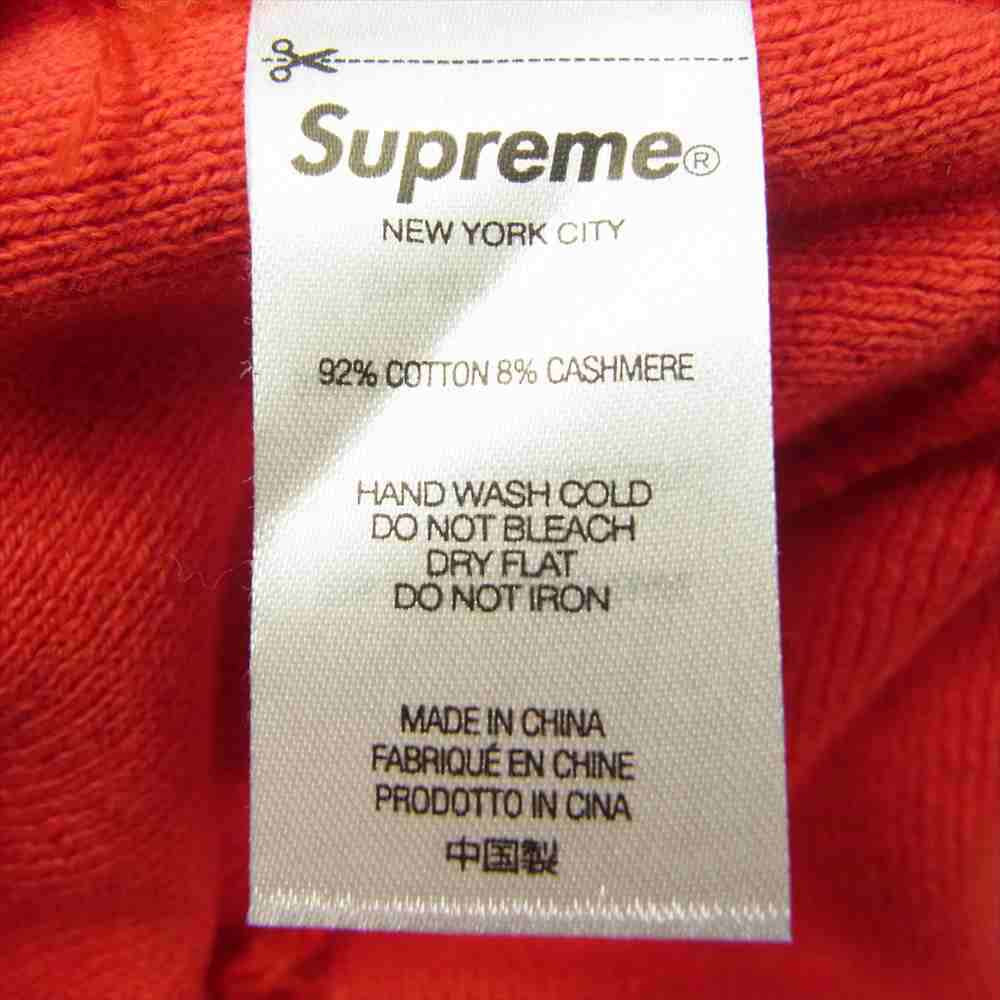 Supreme®
NEW YORK CITY
92% COTTON 8% CASHMERE
HAND WASH COLD
DO NOT BLEACH
DRY FLAT
DO NOT IRON
MADE IN CHINA
FABRIQUÉ EN CHINE
PRODOTTO IN CINA
中国製